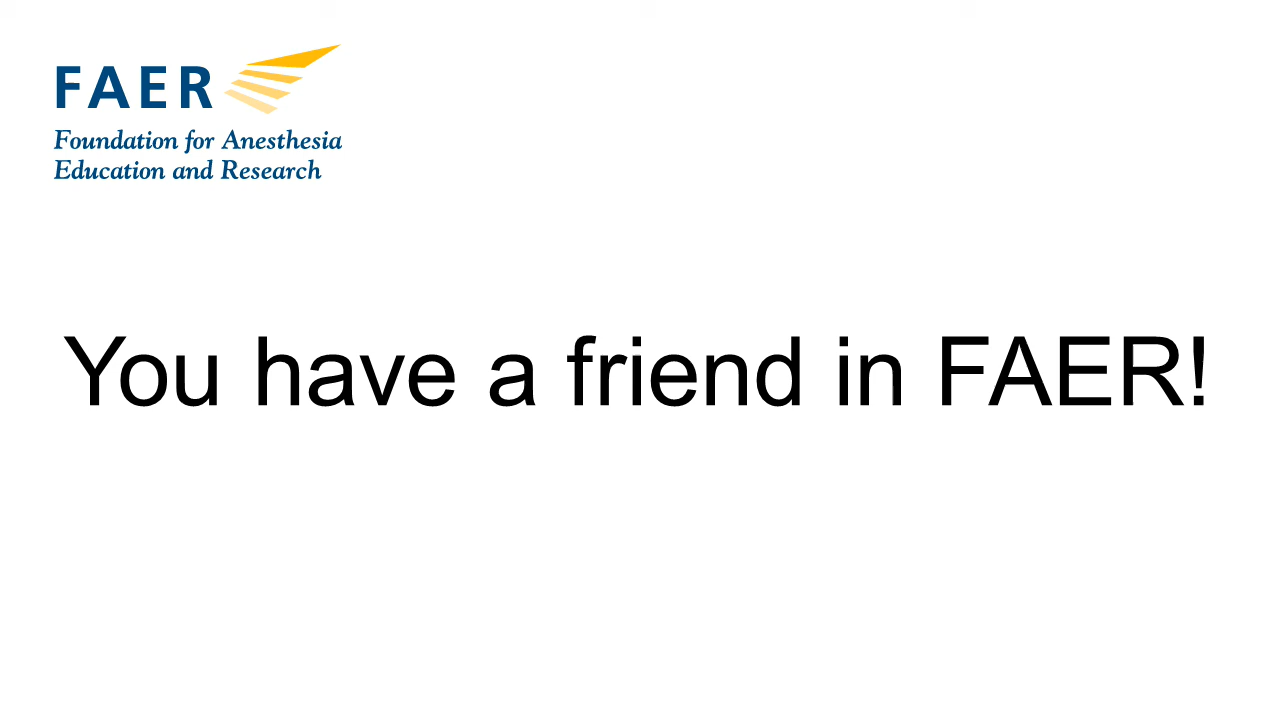 FAER
Foundation for Anesthesia
Education and Research
You have a friend in FAER!